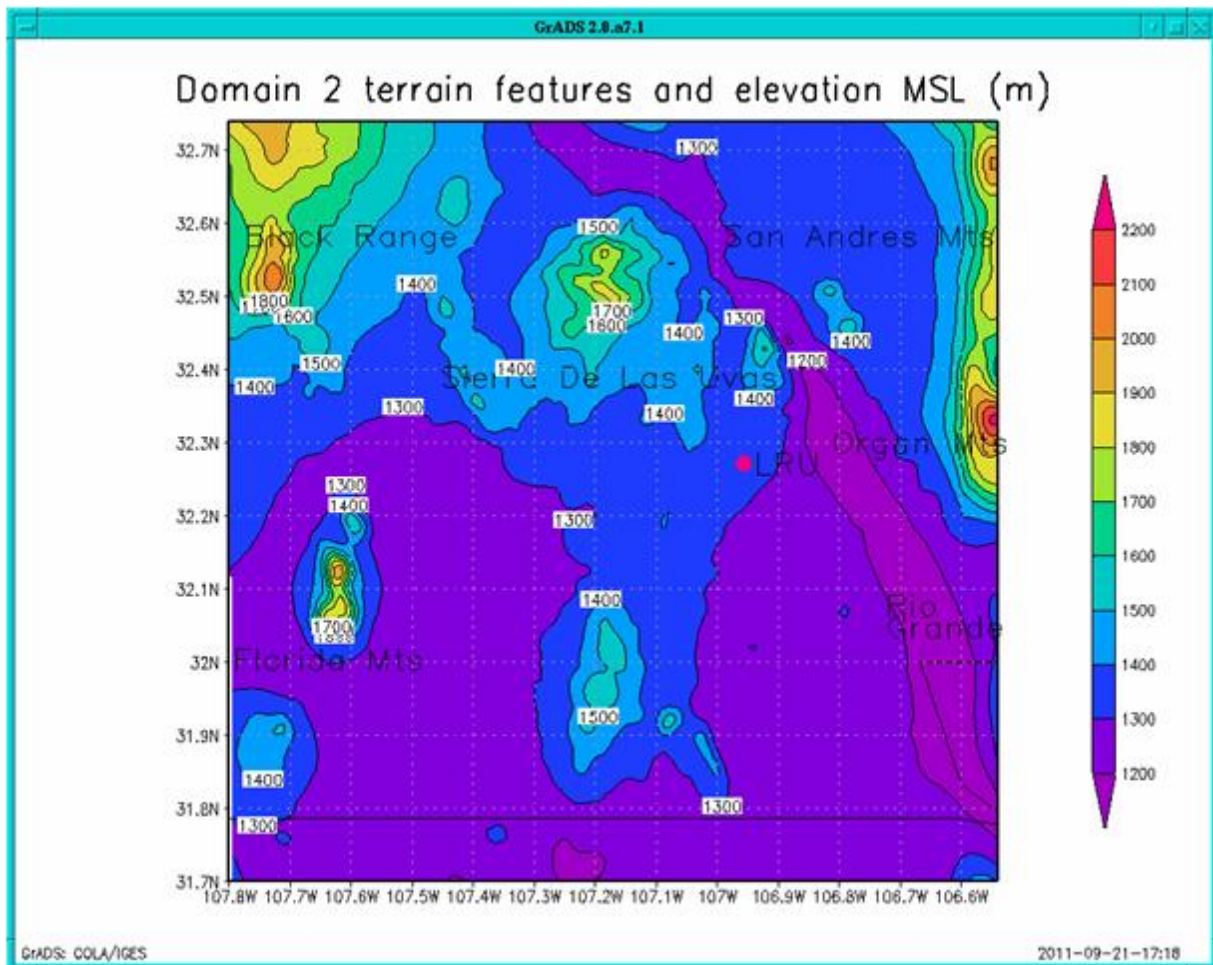 GrADS 2.0.a7.1
Domain 2 terrain features and elevation MSL (m)
32.7N
32.6N
32.5N
32.4N
32.3N
32.2N
32.1N
32N
31.9N
31.8N
31.7N
107.8W 107.7W 107.6W 107.5W 107.4W 107.3W 107.2W 107.1W 107W 106.9W 106.8W 106.7W 106.6W
1300
1500
Black Range
San Andres Mts
1400
1800
1600
1700
1600
1300
1400
1400
1500
1400
1200
1400
Sierra De Las Uvas
1400
1400
1300
1400
Organ Mts
LRU
1300
1400
1300
1400
Rio
Grande
1700
Florida Mts
1500
1400
1300
1300
2200
2100
2000
1900
1800
1700
1600
1500
1400
1300
1200
GrADS: COLA/IGES
2011-09-21-17:18